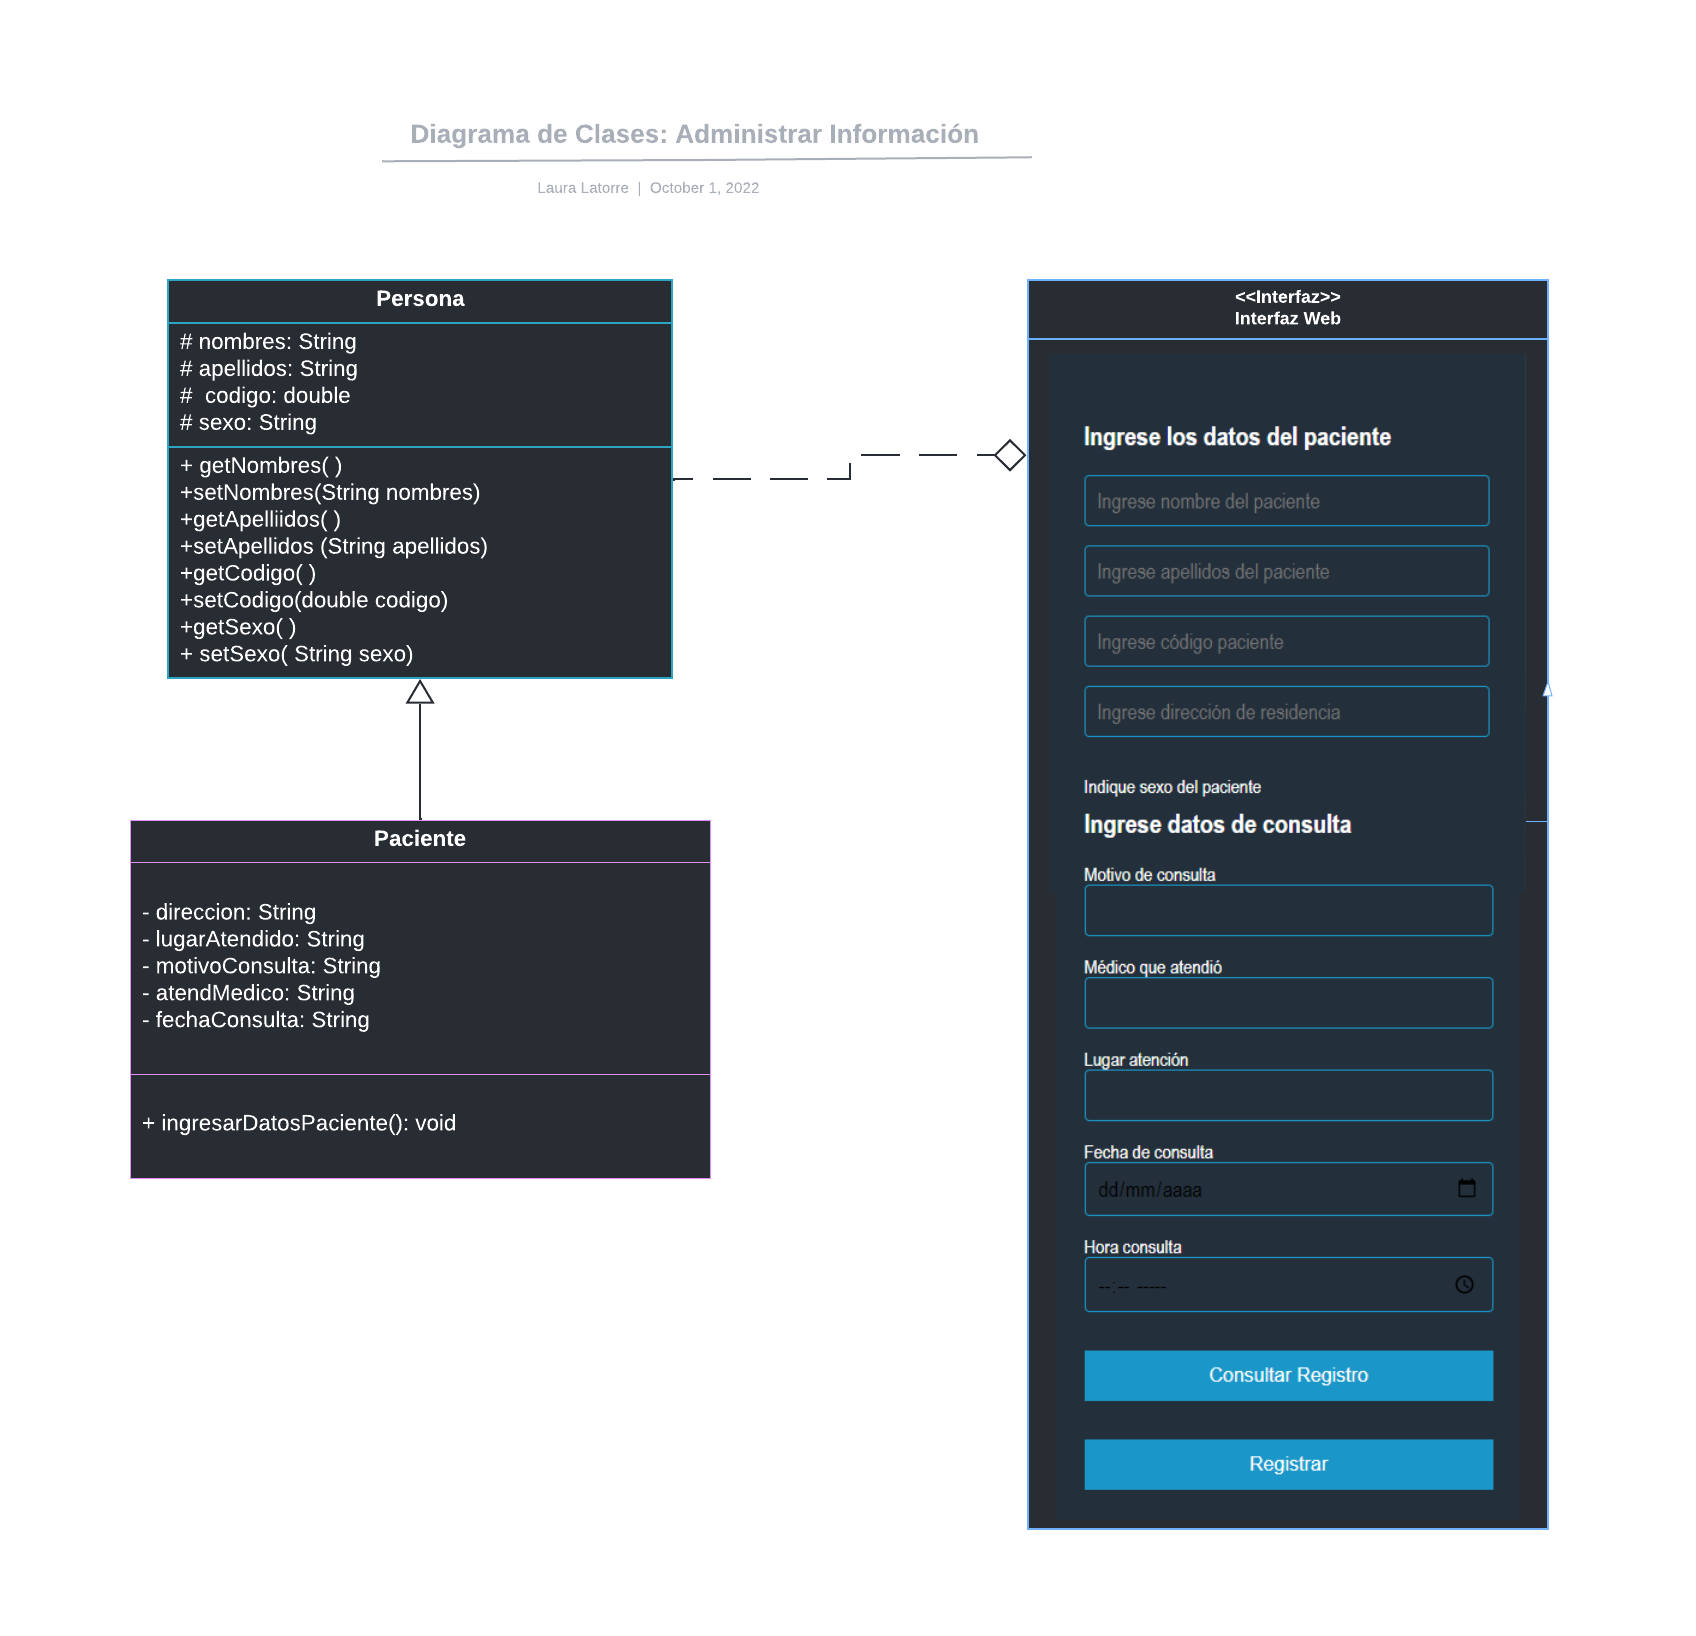 Diagrama de Clases: Administrar Información
Laura Latorre | October 1, 2022
Persona
# nombres: String
# apellidos: String
# codigo: double
# sexo: String
+ getNombres( )
+setNombres(String nombres)
+getApelliidos( )
+setApellidos (String apellidos)
+getCodigo( )
+setCodigo(double codigo)
+getSexo( )
+ setSexo( String sexo)
Paciente
- direccion: String
- lugarAtendido: String
- motivoConsulta: String
- atendMedico: String
- fechaConsulta: String
+ ingresarDatosPaciente(): void
<<Interfaz>>
Interfaz Web
Ingrese los datos del paciente
Ingrese nombre del paciente
Ingrese apellidos del paciente
Ingrese código paciente
Ingrese dirección de residencia
Indique sexo del paciente
Ingrese datos de consulta
Motivo de consulta
Médico que atendió
Lugar atención
Fecha de consulta
dd/mm/aaaa
Hora consulta
--:-- -----
Consultar Registro
Registrar